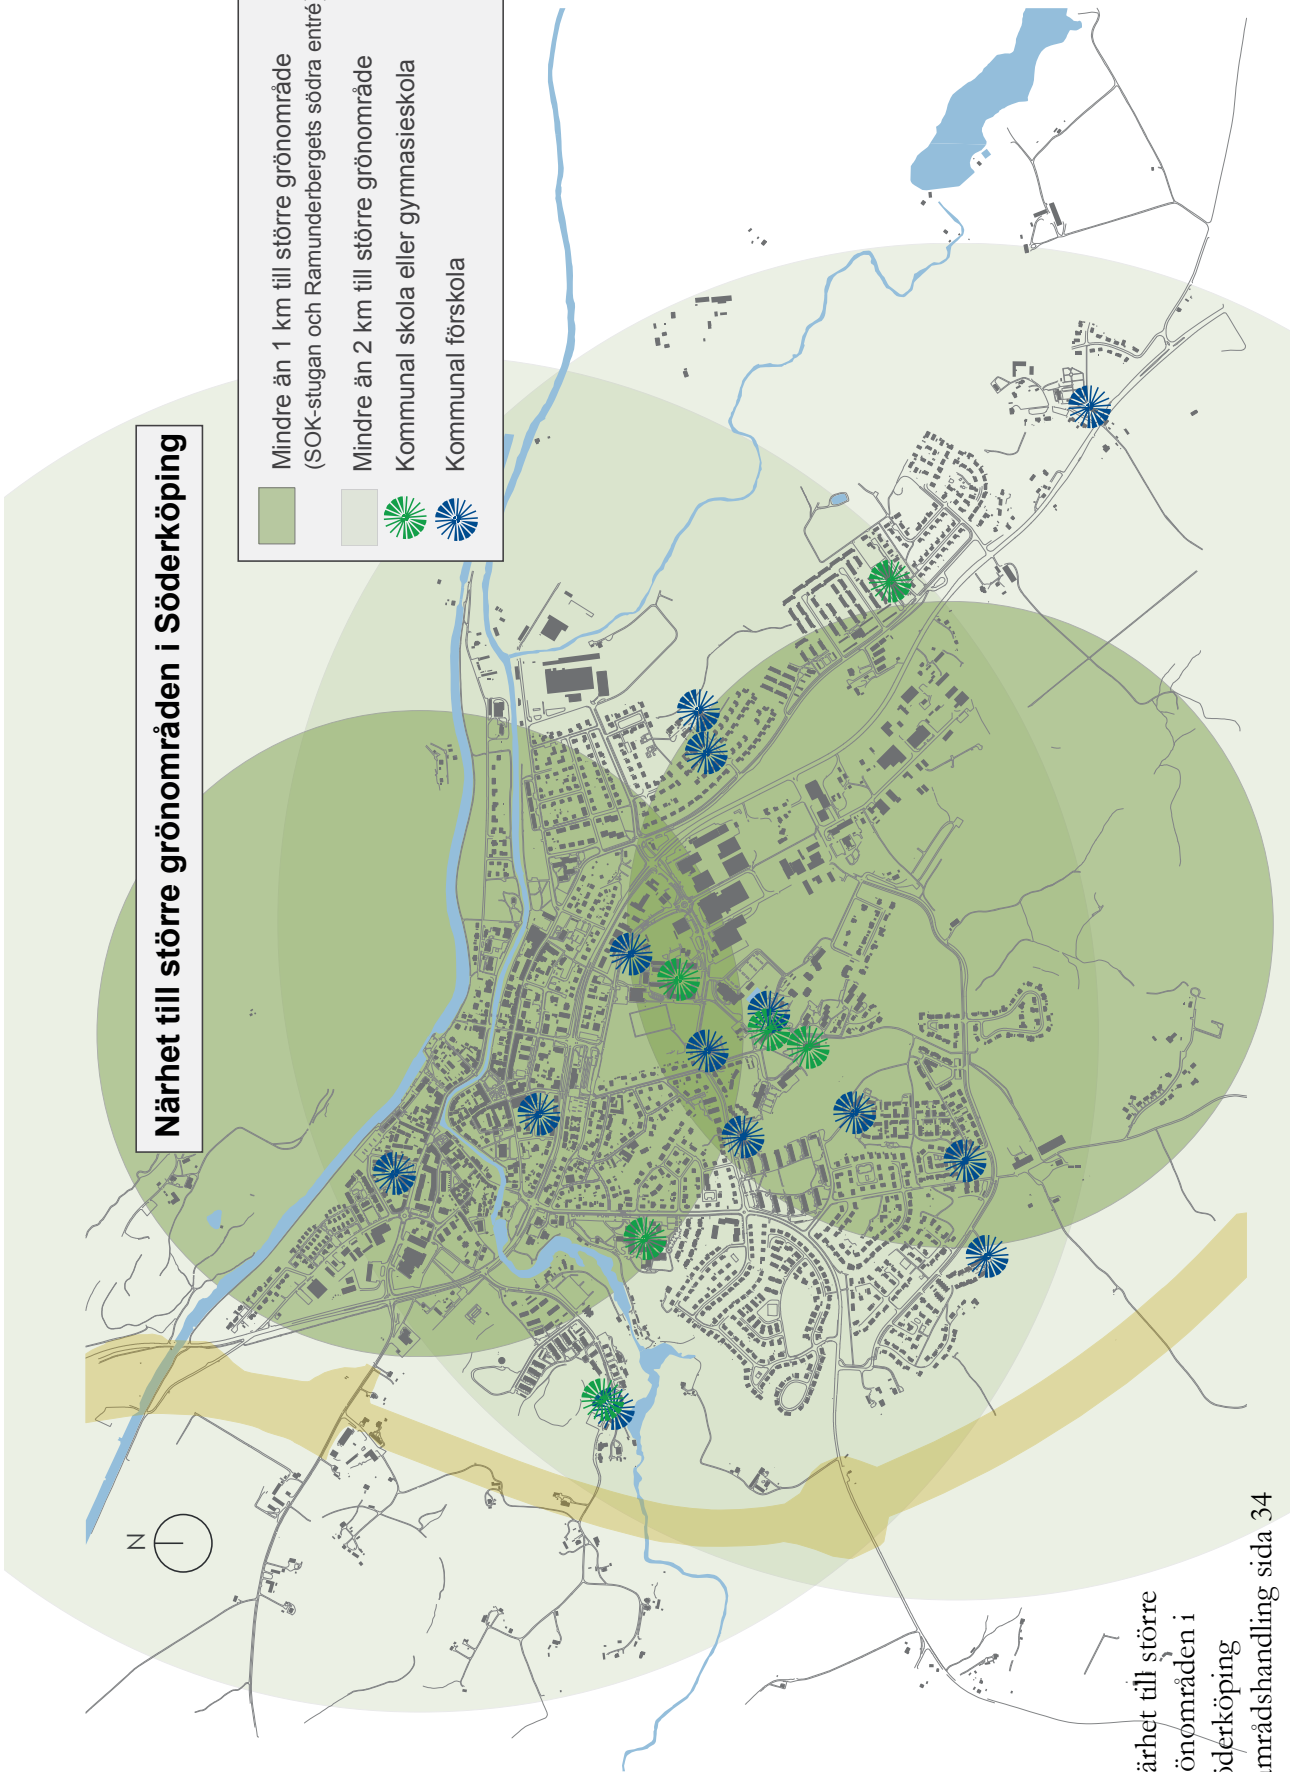 Närhet till större grönområden i Söderköping
Mindre än 1 km till större grönområde
(SOK-stugan och Ramunderbergets södra entré)
Mindre än 2 km till större grönområde
Kommunal skola eller gymnasieskola
Kommunal förskola
N
ärhet till större
önområden i
öderköping
mrådshandling sida 34